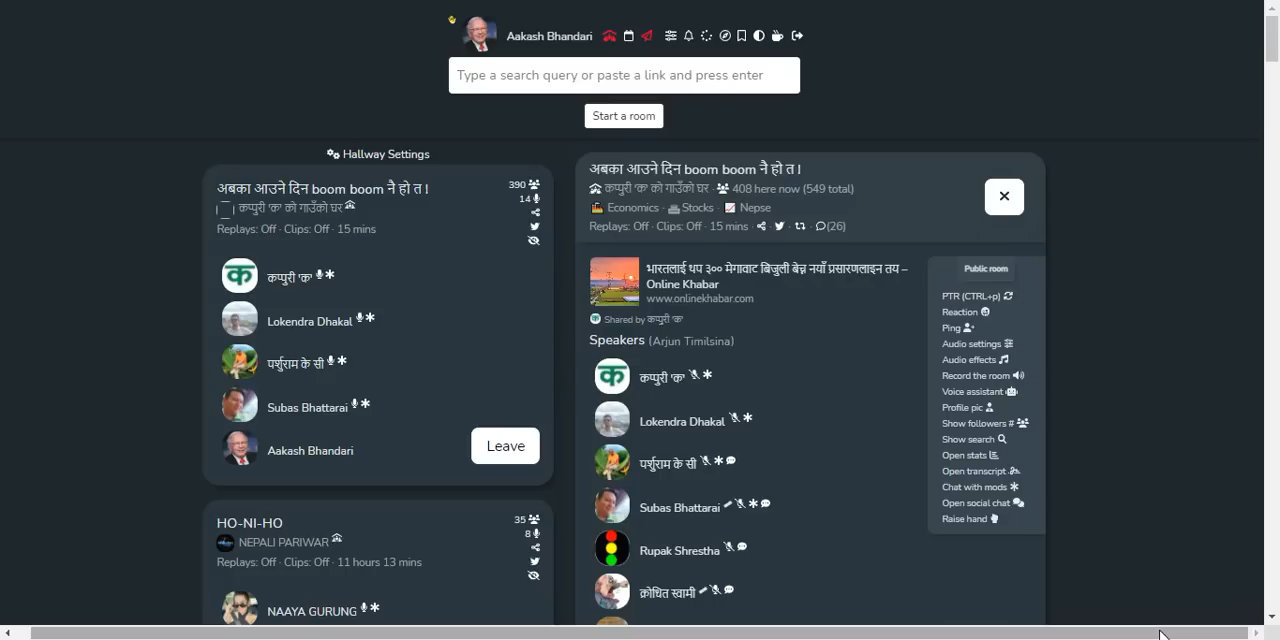 Aakash Bhandari
Type a search query or paste a link and press enter
Start a room
Hallway Settings
अबका आउने दिन boom boom नै हो त !
कप्पुरी 'क' को गाउँको घर
Replays: Off · Clips: Off · 15 mins
390
14
कप्पुरी 'क'
Lokendra Dhakal
पर्शुराम के सी
Subas Bhattarai
Aakash Bhandari
Leave
HO-NI-HO
NEPALI PARIWAR
Replays: Off · Clips: Off · 11 hours 13 mins
35
8
NAAYA GURUNG
अबका आउने दिन boom boom नै हो त !
कप्पुरी 'क' को गाउँको घर · 408 here now (549 total)
Economics · Stocks · Nepse
Replays: Off · Clips: Off · 15 mins · (26)
भारतलाई थप ३०० मेगावाट बिजुली बेच्न नयाँ प्रसारणलाइन तय –
Online Khabar
www.onlinekhabar.com
Shared by कप्पुरी 'क'
Speakers (Arjun Timilsina)
कप्पुरी 'क'
Lokendra Dhakal
पर्शुराम के सी
Subas Bhattarai
Rupak Shrestha
क्रोधित स्वामी
Public room
PTR (CTRL+p)
Reaction
Ping
Audio settings
Audio effects
Record the room
Voice assistant
Profile pic
Show followers #
Show search
Open stats
Open transcript
Chat with mods
Open social chat
Raise hand